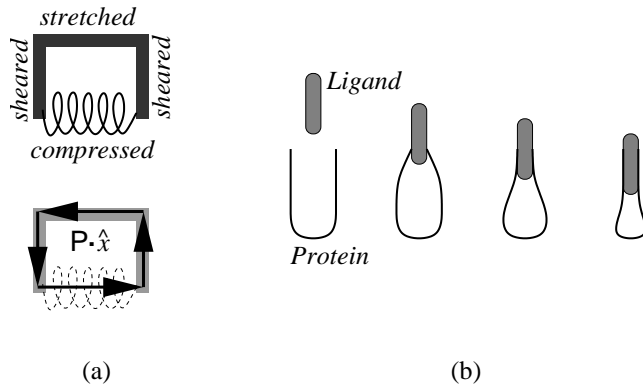 stretched
sheared
sheared
compressed
P·x̂
(a)
Ligand
Protein
(b)